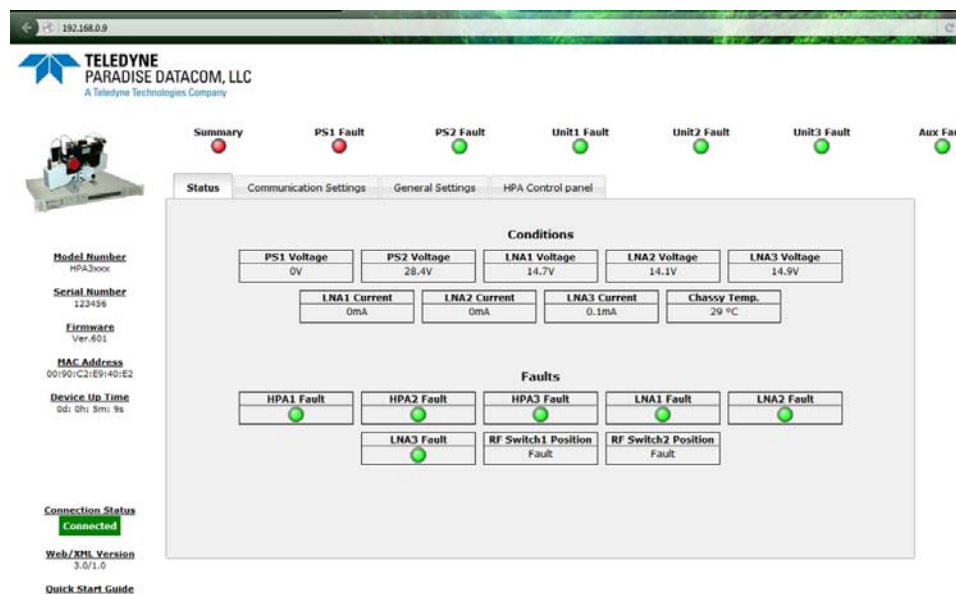 192.168.0.9
TELEDYNE
PARADISE DATACOM, LLC
A Teledyne Technologies Company
Summary PS1 Fault PS2 Fault Unit1 Fault Unit2 Fault Unit3 Fault Aux Fau
Status Communication Settings General Settings HPA Control panel
Conditions
PS1 Voltage PS2 Voltage LNA1 Voltage LNA2 Voltage LNA3 Voltage
0V 28.4V 14.7V 14.1V 14.9V
LNA1 Current LNA2 Current LNA3 Current Chassy Temp.
0mA 0mA 0.1mA 29 ºC
Faults
HPA1 Fault HPA2 Fault HPA3 Fault LNA1 Fault LNA2 Fault
LNA3 Fault RF Switch1 Position RF Switch2 Position
Fault Fault
Model Number
HPA3xxx
Serial Number
123456
Firmware
Ver.601
MAC Address
00:90:C2:E9:40:E2
Device Up Time
0d: 0h: 5m: 9s
Connection Status
Connected
Web/XML Version
3.0/1.0
Quick Start Guide